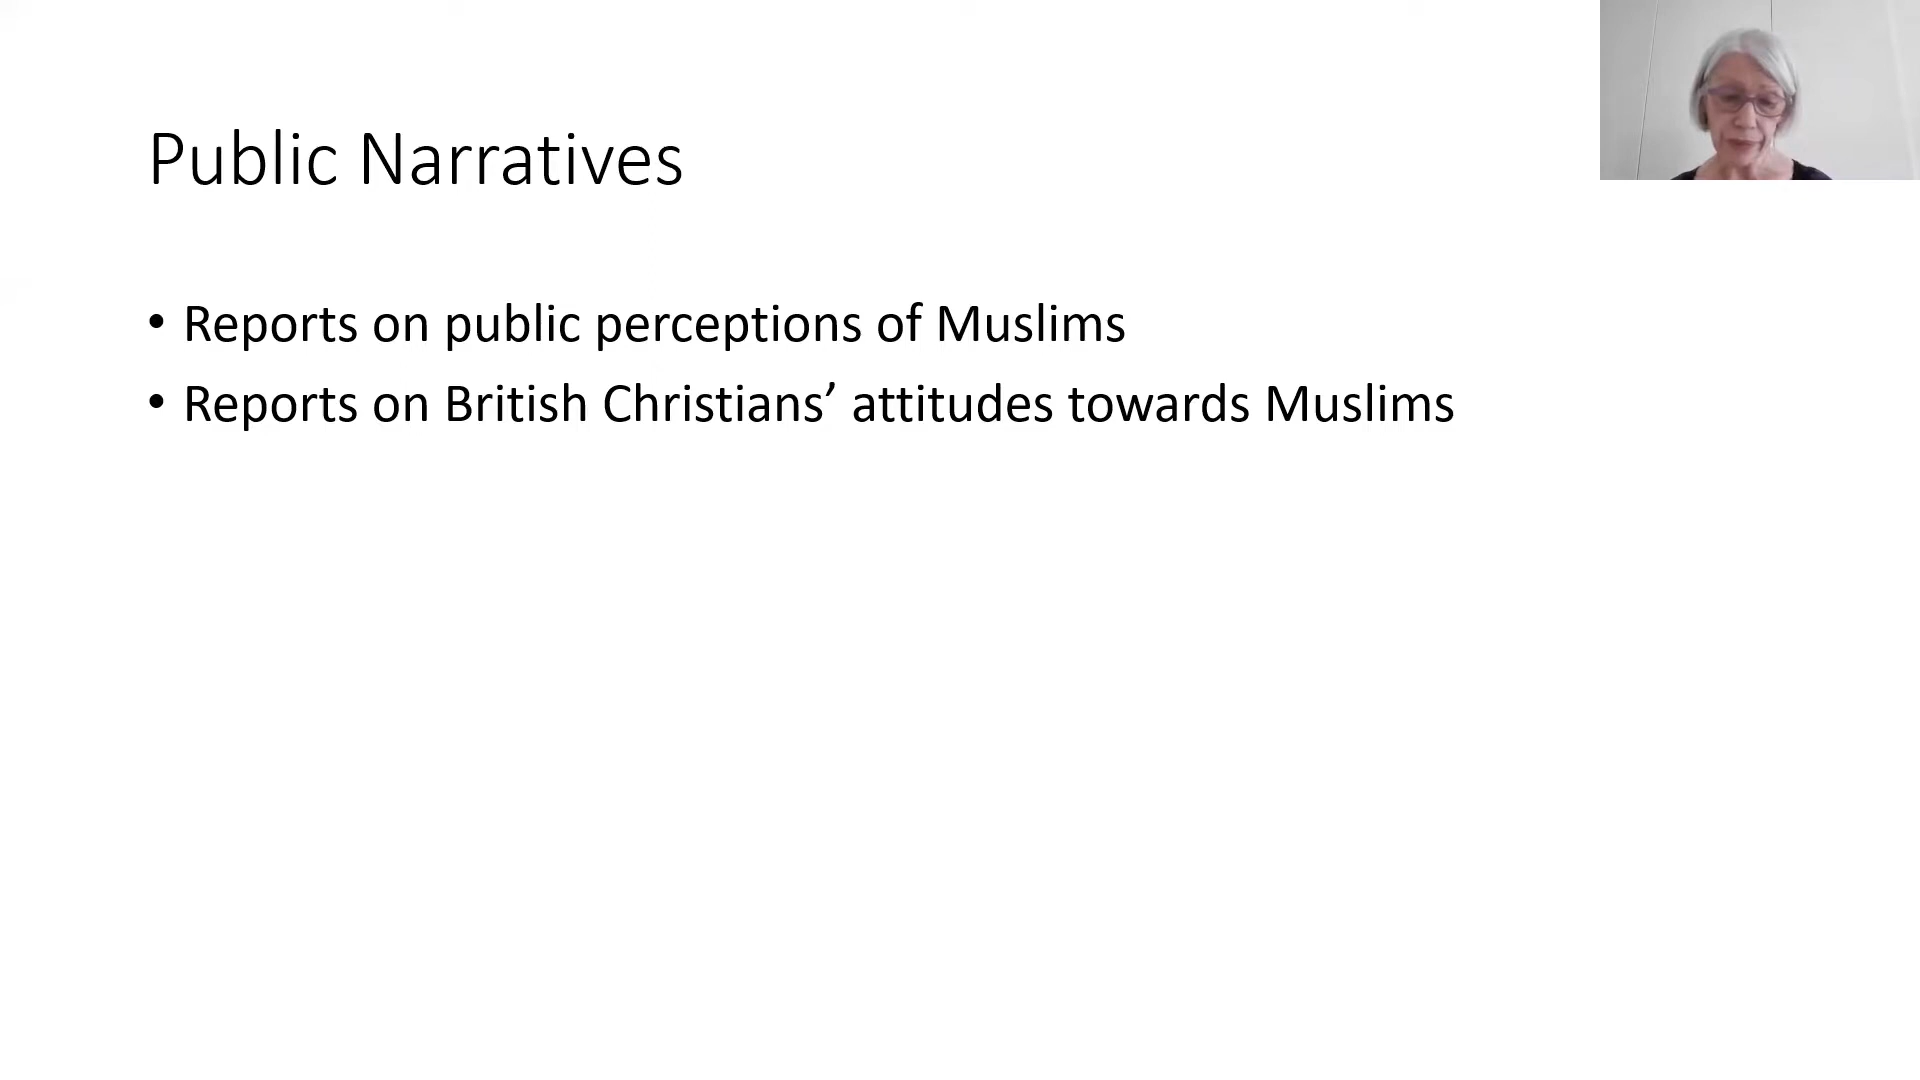 Public Narratives
• Reports on public perceptions of Muslims
• Reports on British Christians’ attitudes towards Muslims